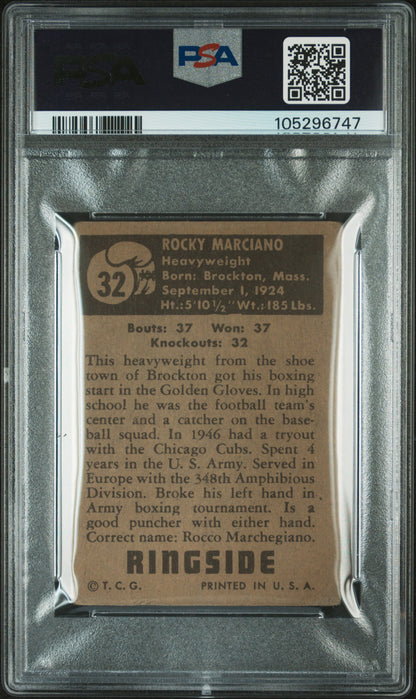 PSA
105296747
32
ROCKY MARCIANO
Heavyweight
Born: Brockton, Mass.
September 1, 1924
Ht.: 5'10½" Wt.: 185 Lbs.
Bouts: 37 Won: 37
Knockouts: 32
This heavyweight from the shoe
town of Brockton got his boxing
start in the Golden Gloves. In high
school he was the football team's
center and a catcher on the base-
ball squad. In 1946 had a tryout
with the Chicago Cubs. Spent 4
years in the U. S. Army. Served in
Europe with the 348th Amphibious
Division. Broke his left hand in
Army boxing tournament. Is a
good puncher with either hand.
Correct name: Rocco Marchegiano.
RINGSIDE
© T. C. G. PRINTED IN U. S. A.